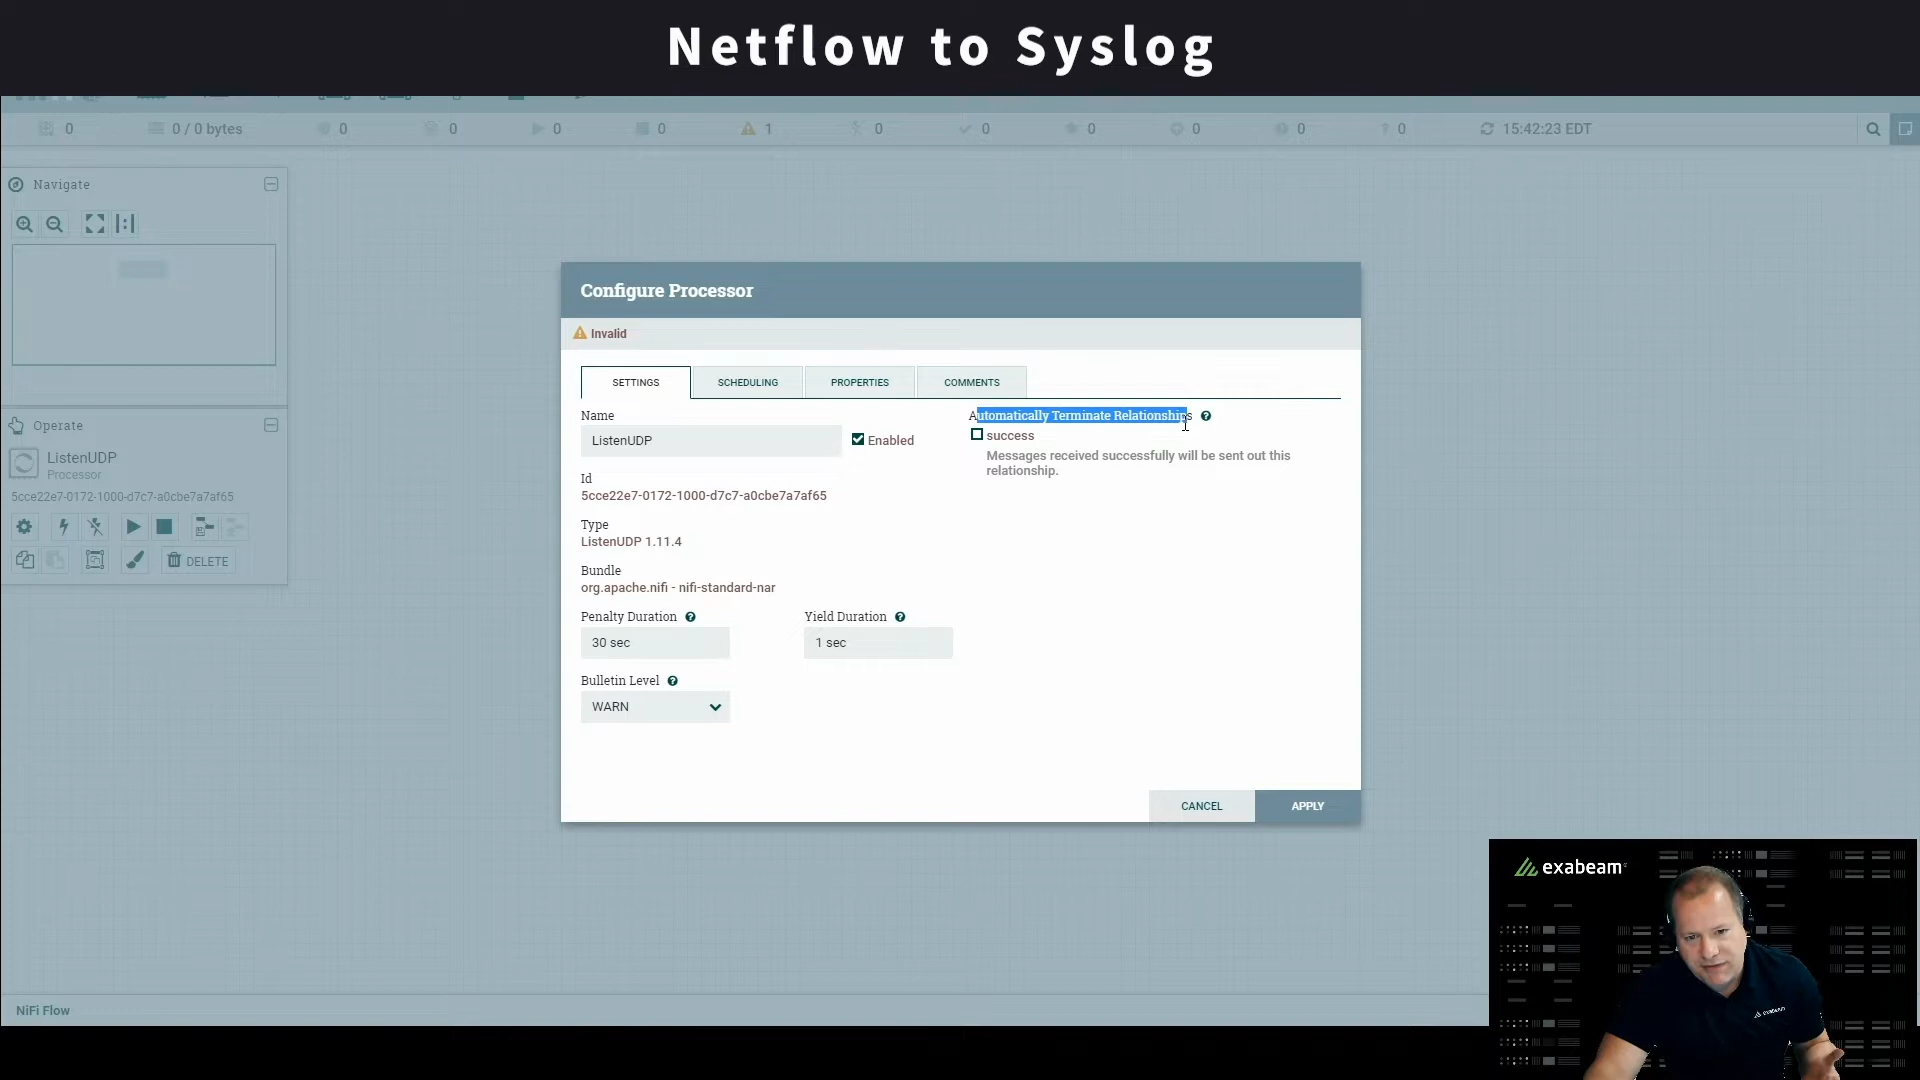 Netflow to Syslog
0
0 / 0 bytes
0
0
0
0
1
0
0
0
0
0
0
15:42:23 EDT
Navigate
Operate
ListenUDP
Processor
5cce22e7-0172-1000-d7c7-a0cbe7a7af65
DELETE
Configure Processor
Invalid
SETTINGS
SCHEDULING
PROPERTIES
COMMENTS
Name
ListenUDP
Enabled
Id
5cce22e7-0172-1000-d7c7-a0cbe7a7af65
Type
ListenUDP 1.11.4
Bundle
org.apache.nifi - nifi-standard-nar
Penalty Duration
Yield Duration
30 sec
1 sec
Bulletin Level
WARN
Automatically Terminate Relationships
success
Messages received successfully will be sent out this
relationship.
CANCEL
APPLY
NiFi Flow
exabeam
exabeam